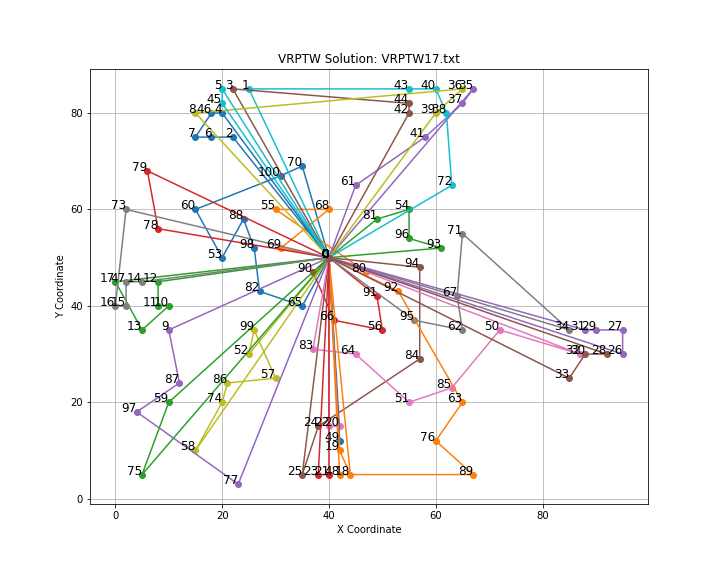 VRPTW Solution: VRPTW17.txt
Y Coordinate
80
60
40
20
0
5 3 1 43 40 36 35
45 44 37
8 46 4 42 39 38
7 6 2 41
79 100 70
61 72
73 60 55 68 54
78 88 81 71
98 69 96 93
53 0
90 80 94
17 47 14 12 82 92 67
16 15 11 10 65 91
13 9 99 66 56 95 62 50 34 31 29 27
52 83 64 84 32 30 28 26
87 86 57 85 33
97 59 74 51 63
24 22 20
58 49 76
19
75 77 25 23 21 48 18 89
0 20 40 60 80
X Coordinate